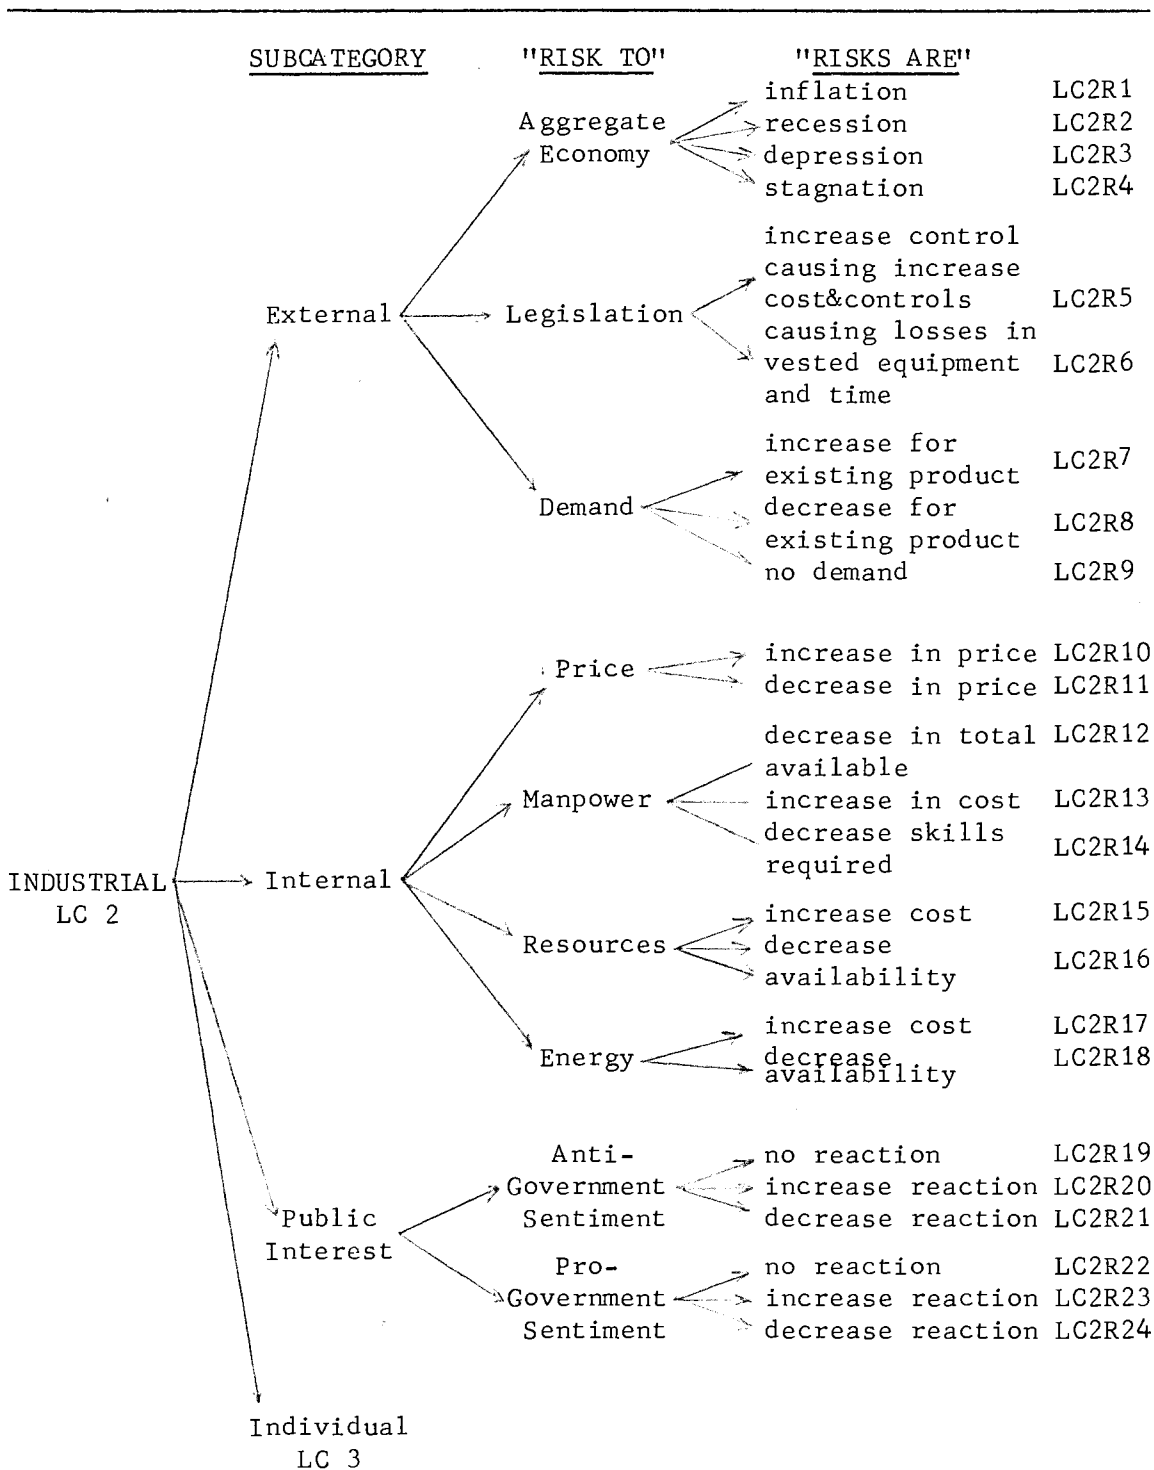 SUBCATEGORY "RISK TO" "RISKS ARE"
inflation LC2R1
Aggregate recession LC2R2
Economy depression LC2R3
stagnation LC2R4
increase control
causing increase
External Legislation cost&controls LC2R5
causing losses in
vested equipment LC2R6
and time
increase for
existing product LC2R7
Demand decrease for
existing product LC2R8
no demand LC2R9
Price increase in price LC2R10
decrease in price LC2R11
decrease in total LC2R12
available
Manpower increase in cost LC2R13
decrease skills
required LC2R14
INDUSTRIAL Internal
LC 2
increase cost LC2R15
Resources decrease
availability LC2R16
increase cost LC2R17
Energy decrease LC2R18
availability
Anti- no reaction LC2R19
Government increase reaction LC2R20
Public Sentiment decrease reaction LC2R21
Interest
Pro- no reaction LC2R22
Government increase reaction LC2R23
Sentiment decrease reaction LC2R24
Individual
LC 3